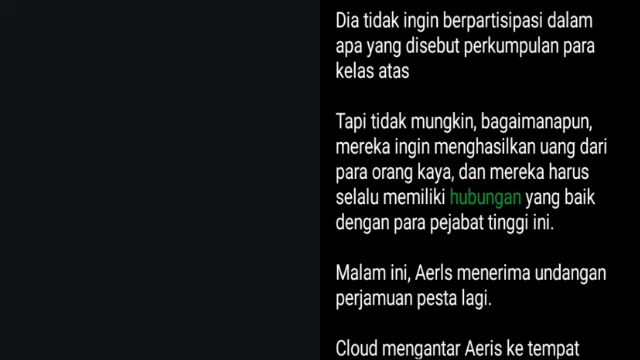 Dia tidak ingin berpartisipasi dalam
apa yang disebut perkumpulan para
kelas atas
Tapi tidak mungkin, bagaimanapun,
mereka ingin menghasilkan uang dari
para orang kaya, dan mereka harus
selalu memiliki hubungan yang baik
dengan para pejabat tinggi ini.
Malam ini, Aerls menerima undangan
perjamuan pesta lagi.
Cloud mengantar Aeris ke tempat